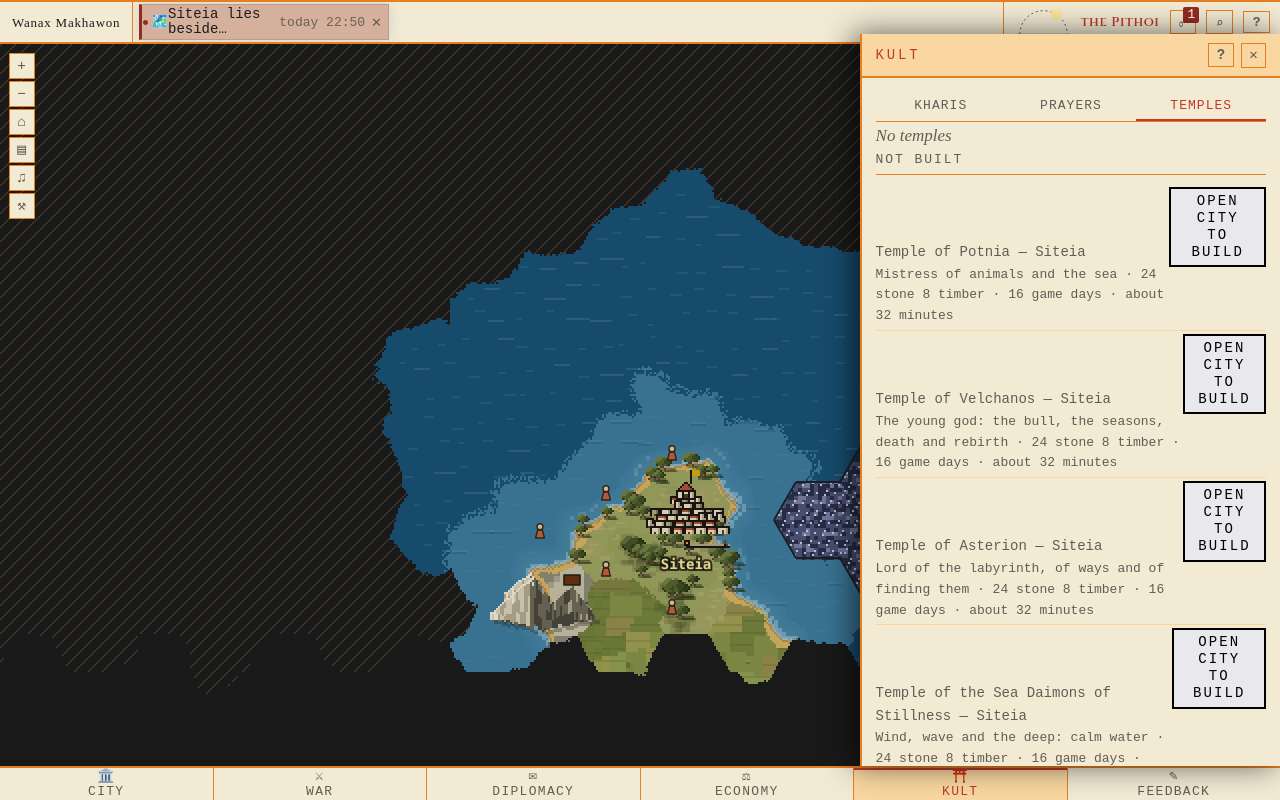 Wanax Makhawon
Siteia lies beside… today 22:50 ✕
THE PITHOI
1
?
KULT
? ✕
KHARIS PRAYERS TEMPLES
No temples
NOT BUILT
Temple of Potnia — Siteia
Mistress of animals and the sea · 24
stone 8 timber · 16 game days · about
32 minutes
OPEN
CITY
TO
BUILD
Temple of Velchanos — Siteia
The young god: the bull, the seasons,
death and rebirth · 24 stone 8 timber ·
16 game days · about 32 minutes
OPEN
CITY
TO
BUILD
Temple of Asterion — Siteia
Lord of the labyrinth, of ways and of
finding them · 24 stone 8 timber · 16
game days · about 32 minutes
OPEN
CITY
TO
BUILD
Temple of the Sea Daimons of
Stillness — Siteia
Wind, wave and the deep: calm water ·
24 stone 8 timber · 16 game days ·
OPEN
CITY
TO
BUILD
+
−
Siteia
CITY
WAR
DIPLOMACY
ECONOMY
KULT
FEEDBACK